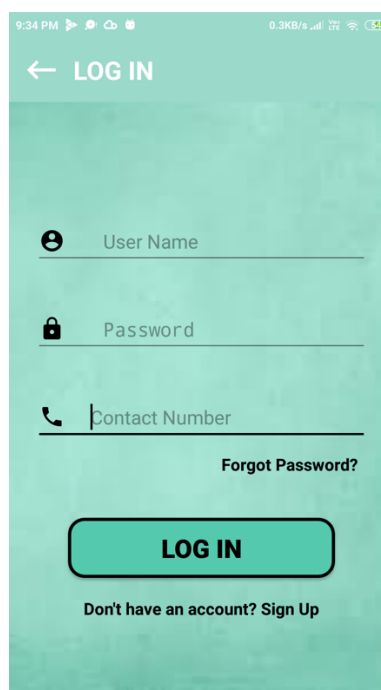 9:34 PM 0.3KB/s VoLTE
LOG IN
User Name
Password
Contact Number
Forgot Password?
LOG IN
Don't have an account? Sign Up